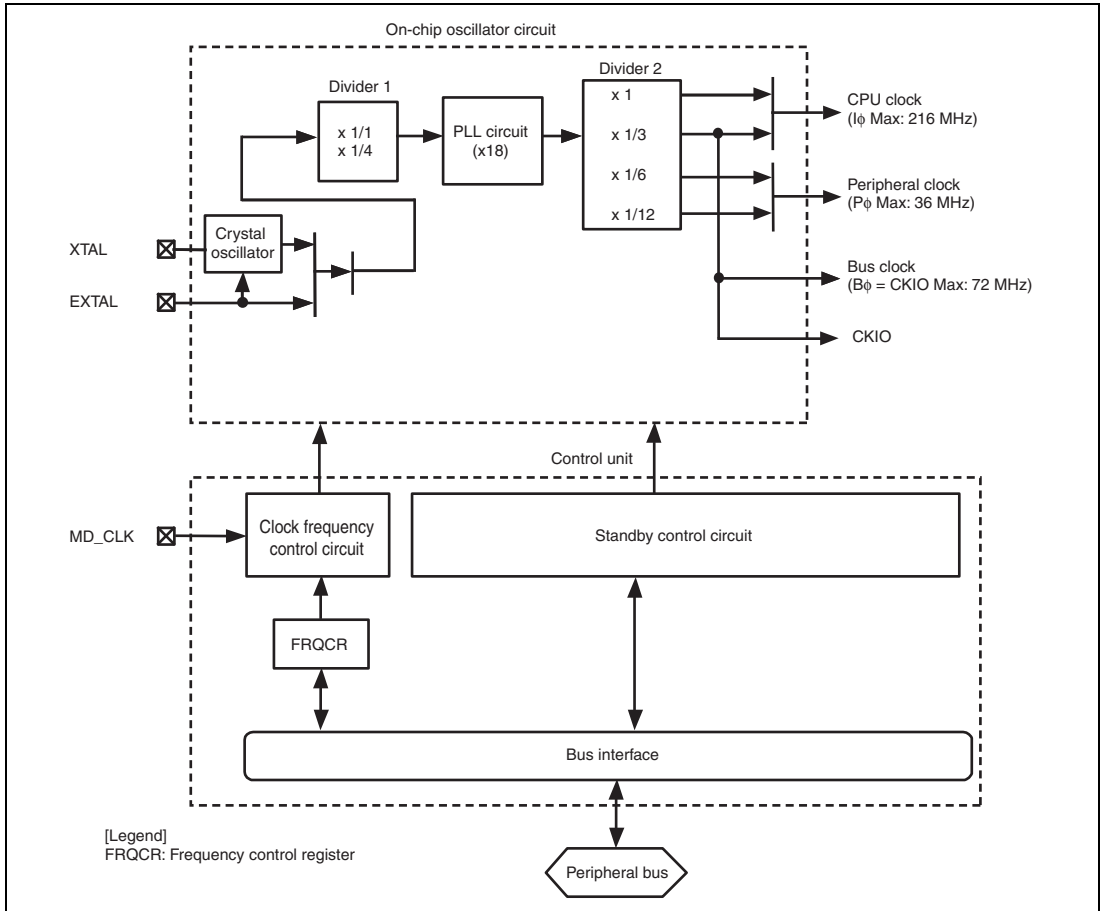 On-chip oscillator circuit
Divider 1
x 1/1
x 1/4
PLL circuit
(x18)
Divider 2
x 1
x 1/3
x 1/6
x 1/12
CPU clock
(Iϕ Max: 216 MHz)
Peripheral clock
(Pϕ Max: 36 MHz)
Bus clock
(Bϕ = CKIO Max: 72 MHz)
CKIO
XTAL
Crystal
oscillator
EXTAL
Control unit
MD_CLK
Clock frequency
control circuit
Standby control circuit
FRQCR
Bus interface
[Legend]
FRQCR: Frequency control register
Peripheral bus